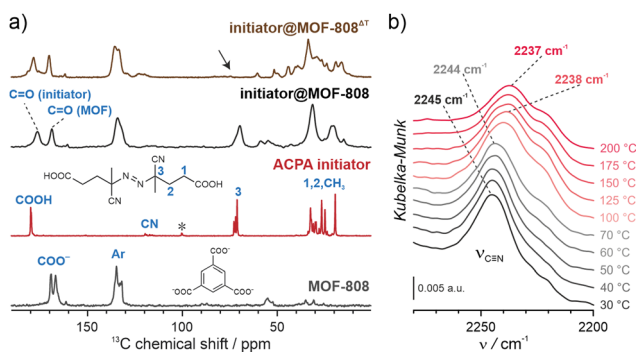 a)
initiator@MOF-808ΔT
C=O (initiator)
C=O (MOF)
initiator@MOF-808
HOOC
CN
3
1
N=N
2
COOH
CN
ACPA initiator
COOH
CN
*
3
1,2,CH₃
COO⁻
Ar
COO⁻
⁻OOC
COO⁻
MOF-808
150
100
50
¹³C chemical shift / ppm
b)
Kubelka-Munk
2237 cm⁻¹
2244 cm⁻¹
2238 cm⁻¹
2245 cm⁻¹
200 °C
175 °C
150 °C
125 °C
100 °C
70 °C
60 °C
50 °C
40 °C
30 °C
νC≡N
0.005 a.u.
2250
2200
ν / cm⁻¹